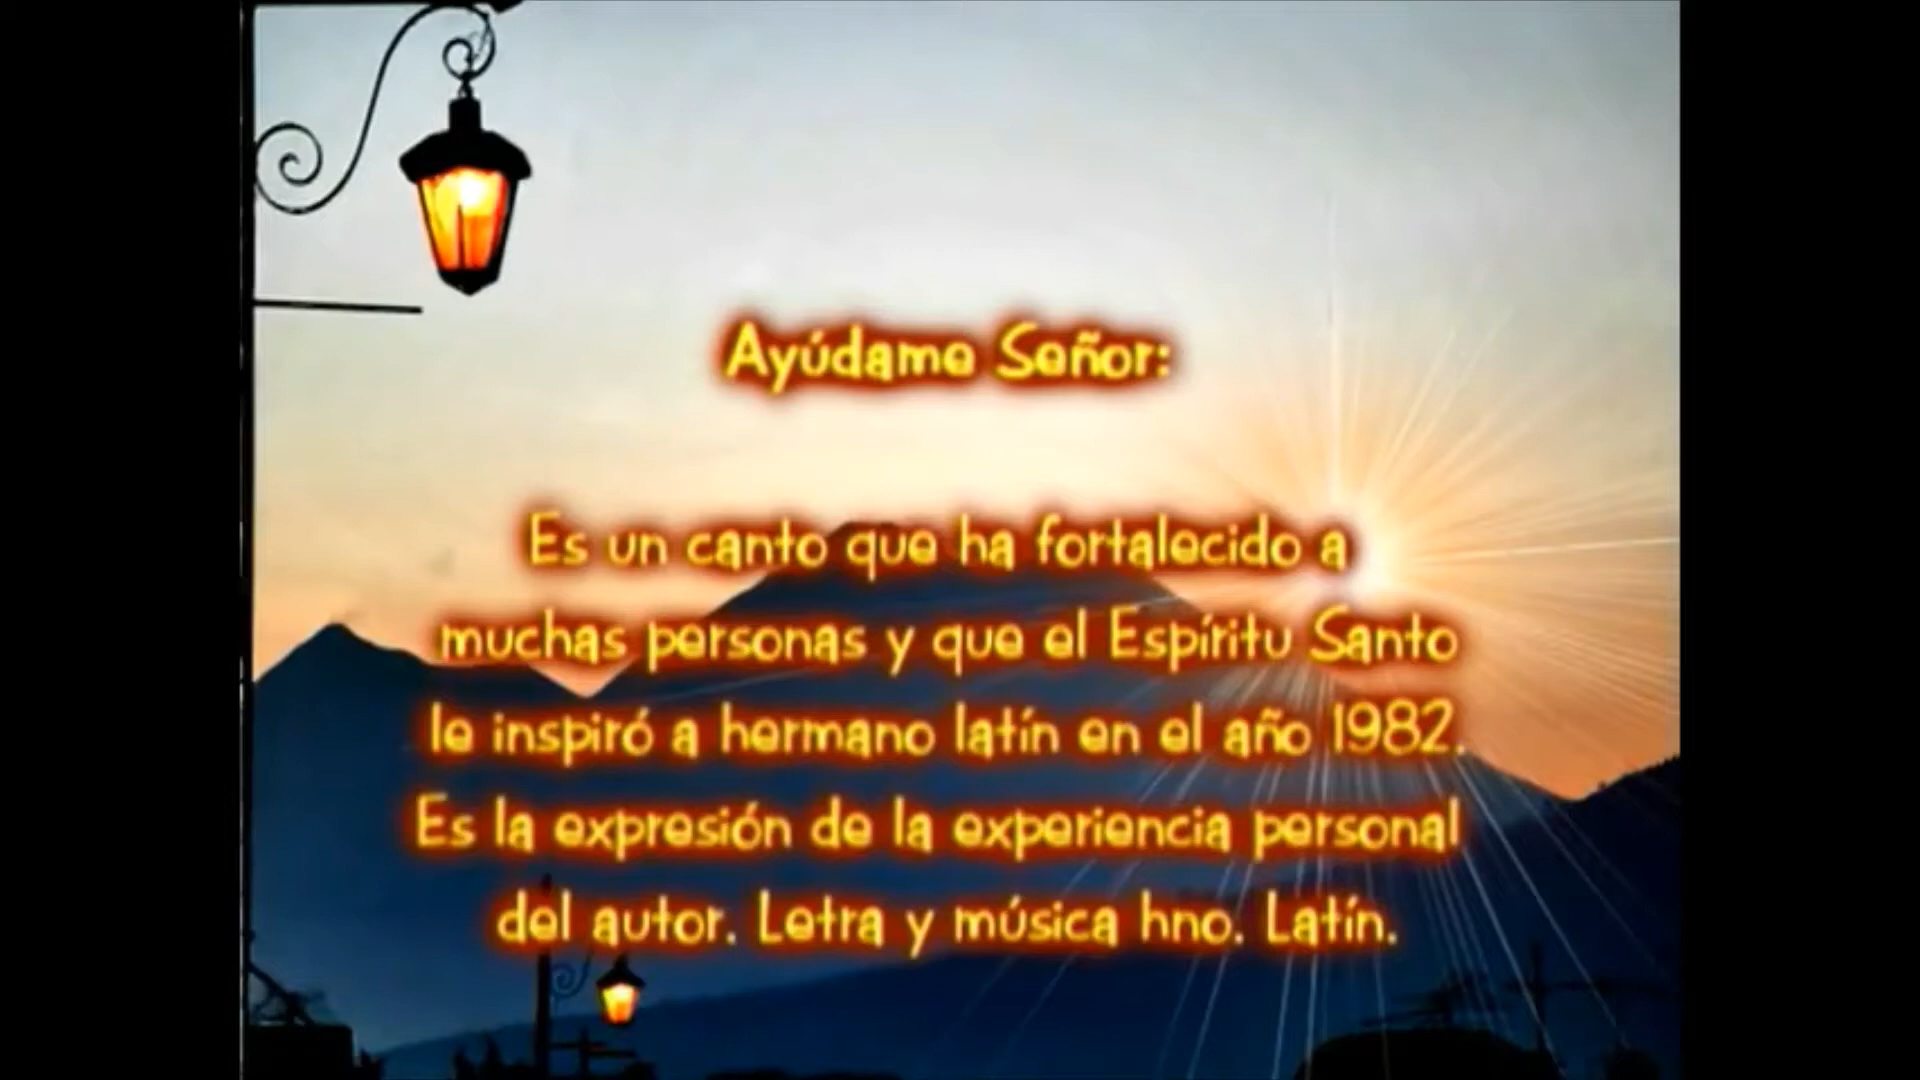 Ayúdame Señor:
Es un canto que ha fortalecido a
muchas personas y que el Espíritu Santo
le inspiró a hermano latín en el año 1982.
Es la expresión de la experiencia personal
del autor. Letra y música hno. Latín.